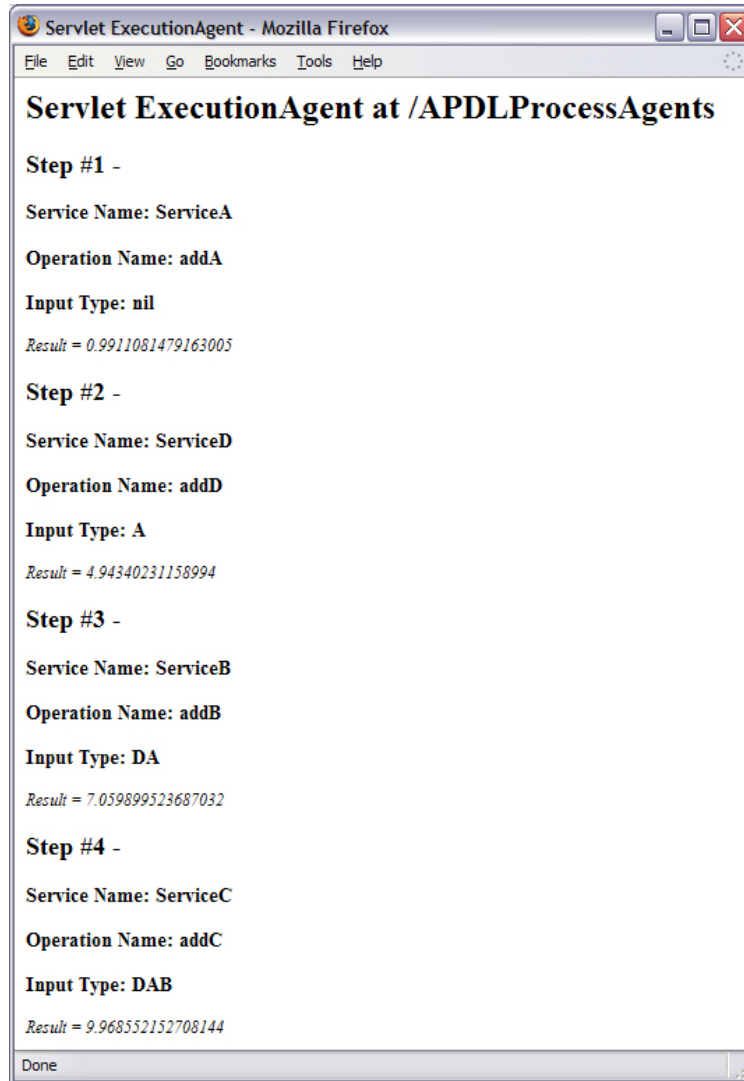 Servlet ExecutionAgent - Mozilla Firefox
File Edit View Go Bookmarks Tools Help
Servlet ExecutionAgent at /APDLProcessAgents
Step #1 -
Service Name: ServiceA
Operation Name: addA
Input Type: nil
Result = 0.9911081479163005
Step #2 -
Service Name: ServiceD
Operation Name: addD
Input Type: A
Result = 4.94340231158994
Step #3 -
Service Name: ServiceB
Operation Name: addB
Input Type: DA
Result = 7.059899523687032
Step #4 -
Service Name: ServiceC
Operation Name: addC
Input Type: DAB
Result = 9.968552152708144
Done